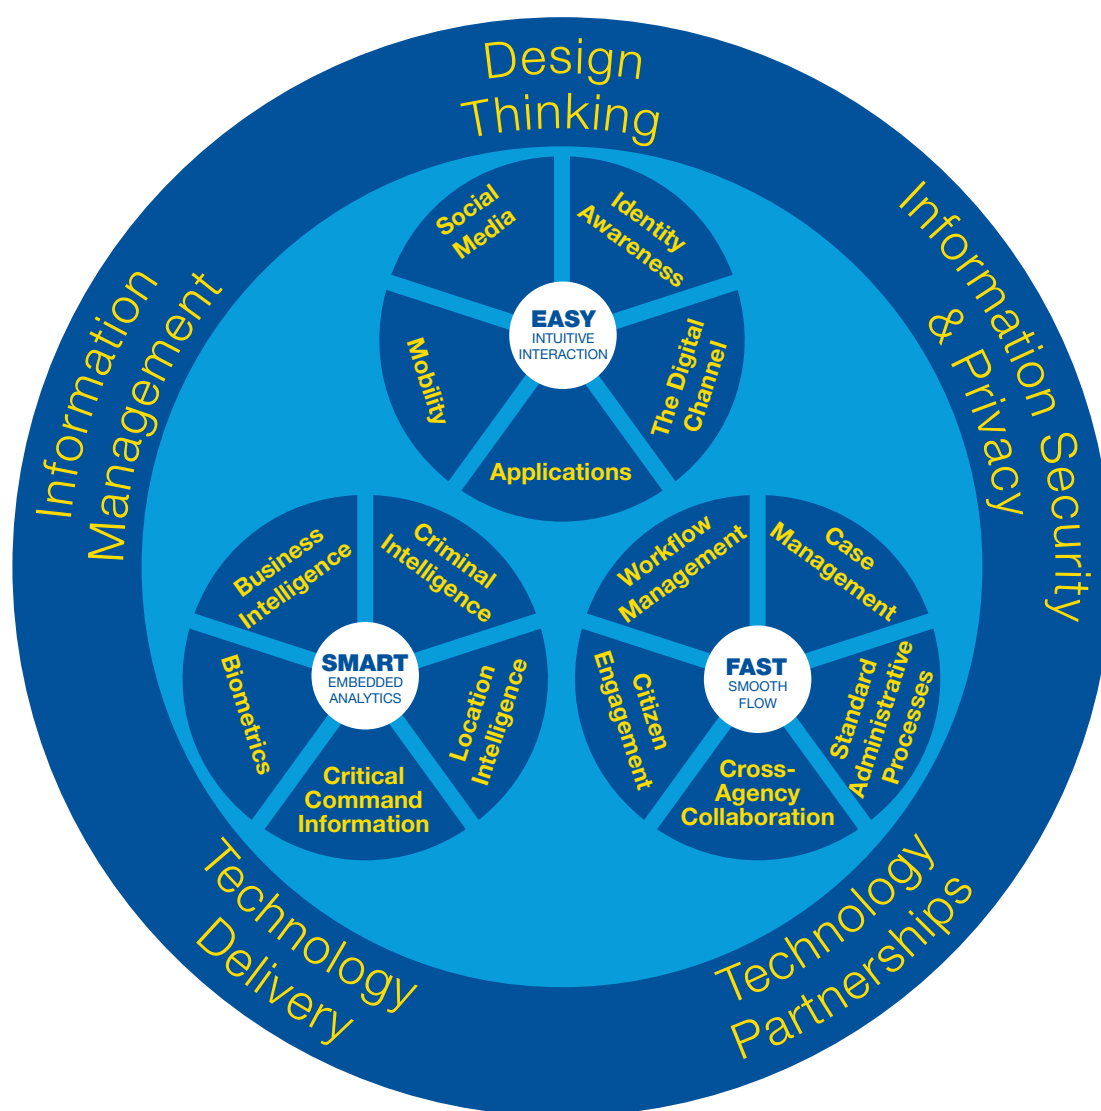 Design
Thinking
Information Security
& Privacy
Technology
Partnerships
Technology
Delivery
Information
Management
EASY
INTUITIVE
INTERACTION
Social
Media
Identity
Awareness
The Digital
Channel
Applications
Mobility
SMART
EMBEDDED
ANALYTICS
Business
Intelligence
Criminal
Intelligence
Location
Intelligence
Critical
Command
Information
Biometrics
FAST
SMOOTH
FLOW
Workflow
Management
Case
Management
Standard
Administrative
Processes
Cross-
Agency
Collaboration
Citizen
Engagement